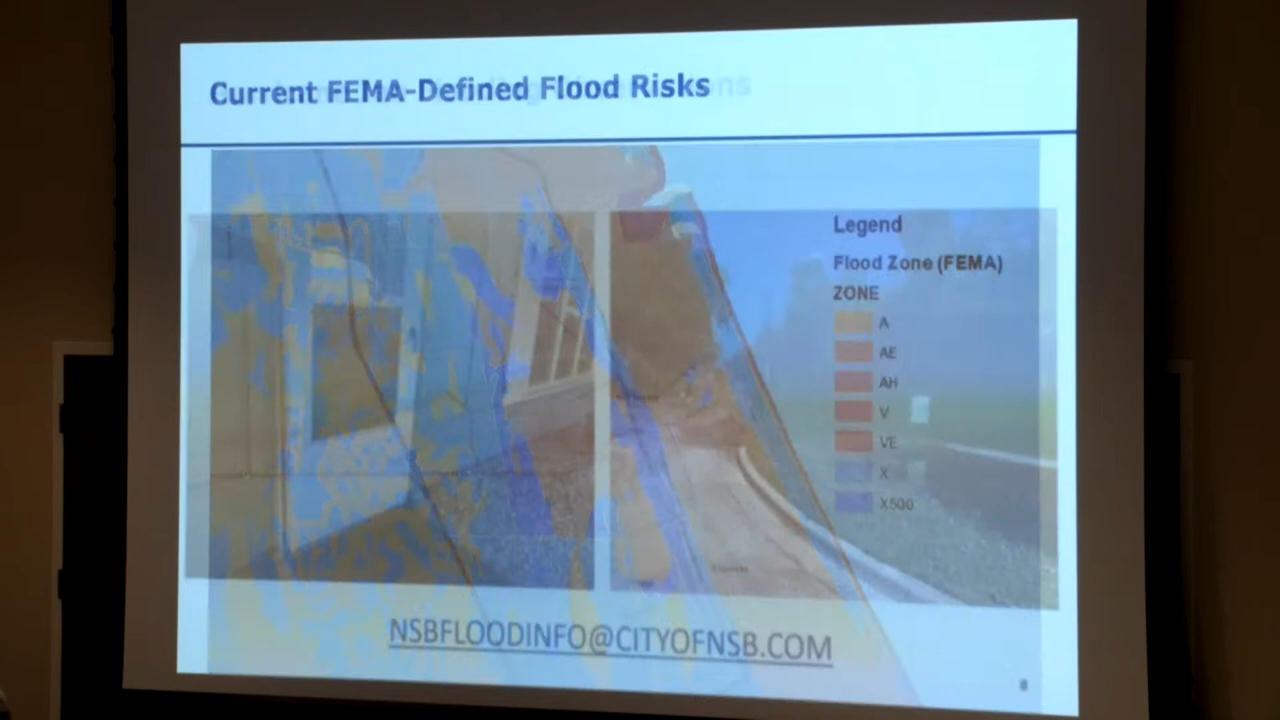 Current FEMA-Defined Flood Risks
Legend
Flood Zone (FEMA)
ZONE
A
AE
AH
V
VE
X
X500
NSBFLOODINFO@CITYOFNSB.COM
8